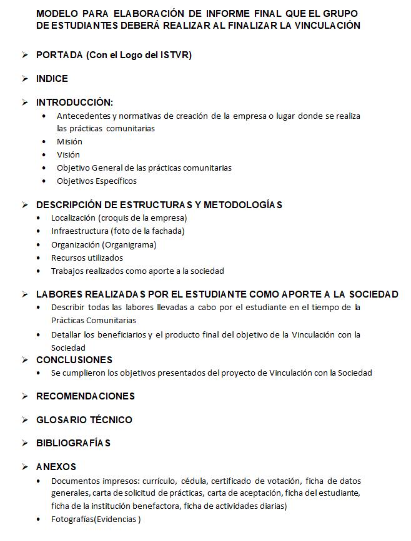 MODELO PARA ELABORACIÓN DE INFORME FINAL QUE EL GRUPO
DE ESTUDIANTES DEBERÁ REALIZAR AL FINALIZAR LA VINCULACIÓN
➤ PORTADA (Con el Logo del ISTVR)
➤ INDICE
➤ INTRODUCCIÓN:
• Antecedentes y normativas de creación de la empresa o lugar donde se realiza
las prácticas comunitarias
• Misión
• Visión
• Objetivo General de las prácticas comunitarias
• Objetivos Específicos
➤ DESCRIPCIÓN DE ESTRUCTURAS Y METODOLOGÍAS
• Localización (croquis de la empresa)
• Infraestructura (foto de la fachada)
• Organización (Organigrama)
• Recursos utilizados
• Trabajos realizados como aporte a la sociedad
➤ LABORES REALIZADAS POR EL ESTUDIANTE COMO APORTE A LA SOCIEDAD
• Describir todas las labores llevadas a cabo por el estudiante en el tiempo de la
Prácticas Comunitarias
• Detallar los beneficiarios y el producto final del objetivo de la Vinculación con la
Sociedad
➤ CONCLUSIONES
• Se cumplieron los objetivos presentados del proyecto de Vinculación con la Sociedad
➤ RECOMENDACIONES
➤ GLOSARIO TÉCNICO
➤ BIBLIOGRAFÍAS
➤ ANEXOS
• Documentos impresos: currículo, cédula, certificado de votación, ficha de datos
generales, carta de solicitud de prácticas, carta de aceptación, ficha del estudiante,
ficha de la institución benefactora, ficha de actividades diarias)
• Fotografías(Evidencias )